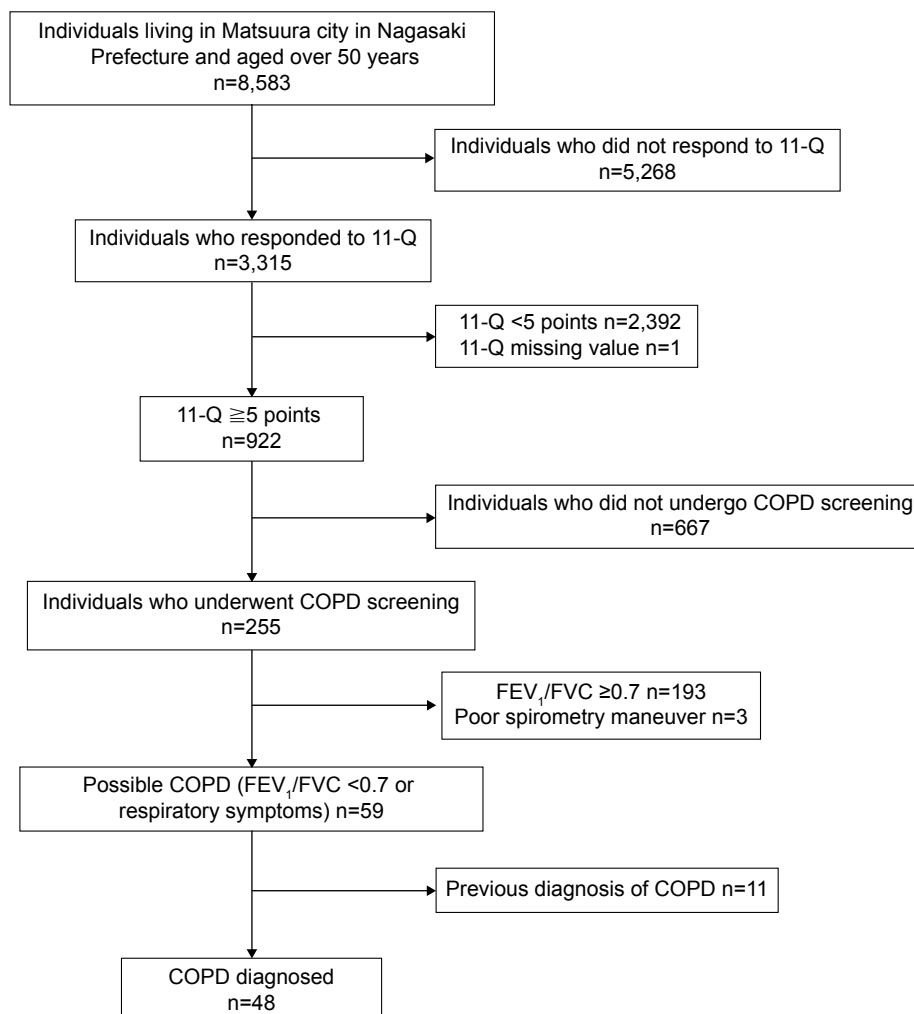 Individuals living in Matsuura city in Nagasaki
Prefecture and aged over 50 years
n=8,583
Individuals who did not respond to 11-Q
n=5,268
Individuals who responded to 11-Q
n=3,315
11-Q <5 points n=2,392
11-Q missing value n=1
11-Q ≧5 points
n=922
Individuals who did not undergo COPD screening
n=667
Individuals who underwent COPD screening
n=255
FEV₁/FVC ≥0.7 n=193
Poor spirometry maneuver n=3
Possible COPD (FEV₁/FVC <0.7 or
respiratory symptoms) n=59
Previous diagnosis of COPD n=11
COPD diagnosed
n=48